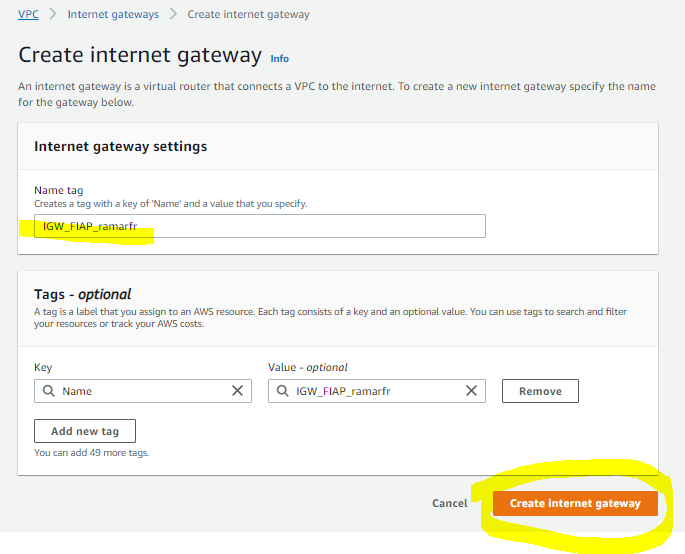 VPC > Internet gateways > Create internet gateway
Create internet gateway Info
An internet gateway is a virtual router that connects a VPC to the internet. To create a new internet gateway specify the name
for the gateway below.
Internet gateway settings
Name tag
Creates a tag with a key of 'Name' and a value that you specify.
IGW_FIAP_ramarfr
Tags - optional
A tag is a label that you assign to an AWS resource. Each tag consists of a key and an optional value. You can use tags to search and filter
your resources or track your AWS costs.
Key Value - optional
Name IGW_FIAP_ramarfr Remove
Add new tag
You can add 49 more tags.
Cancel Create internet gateway